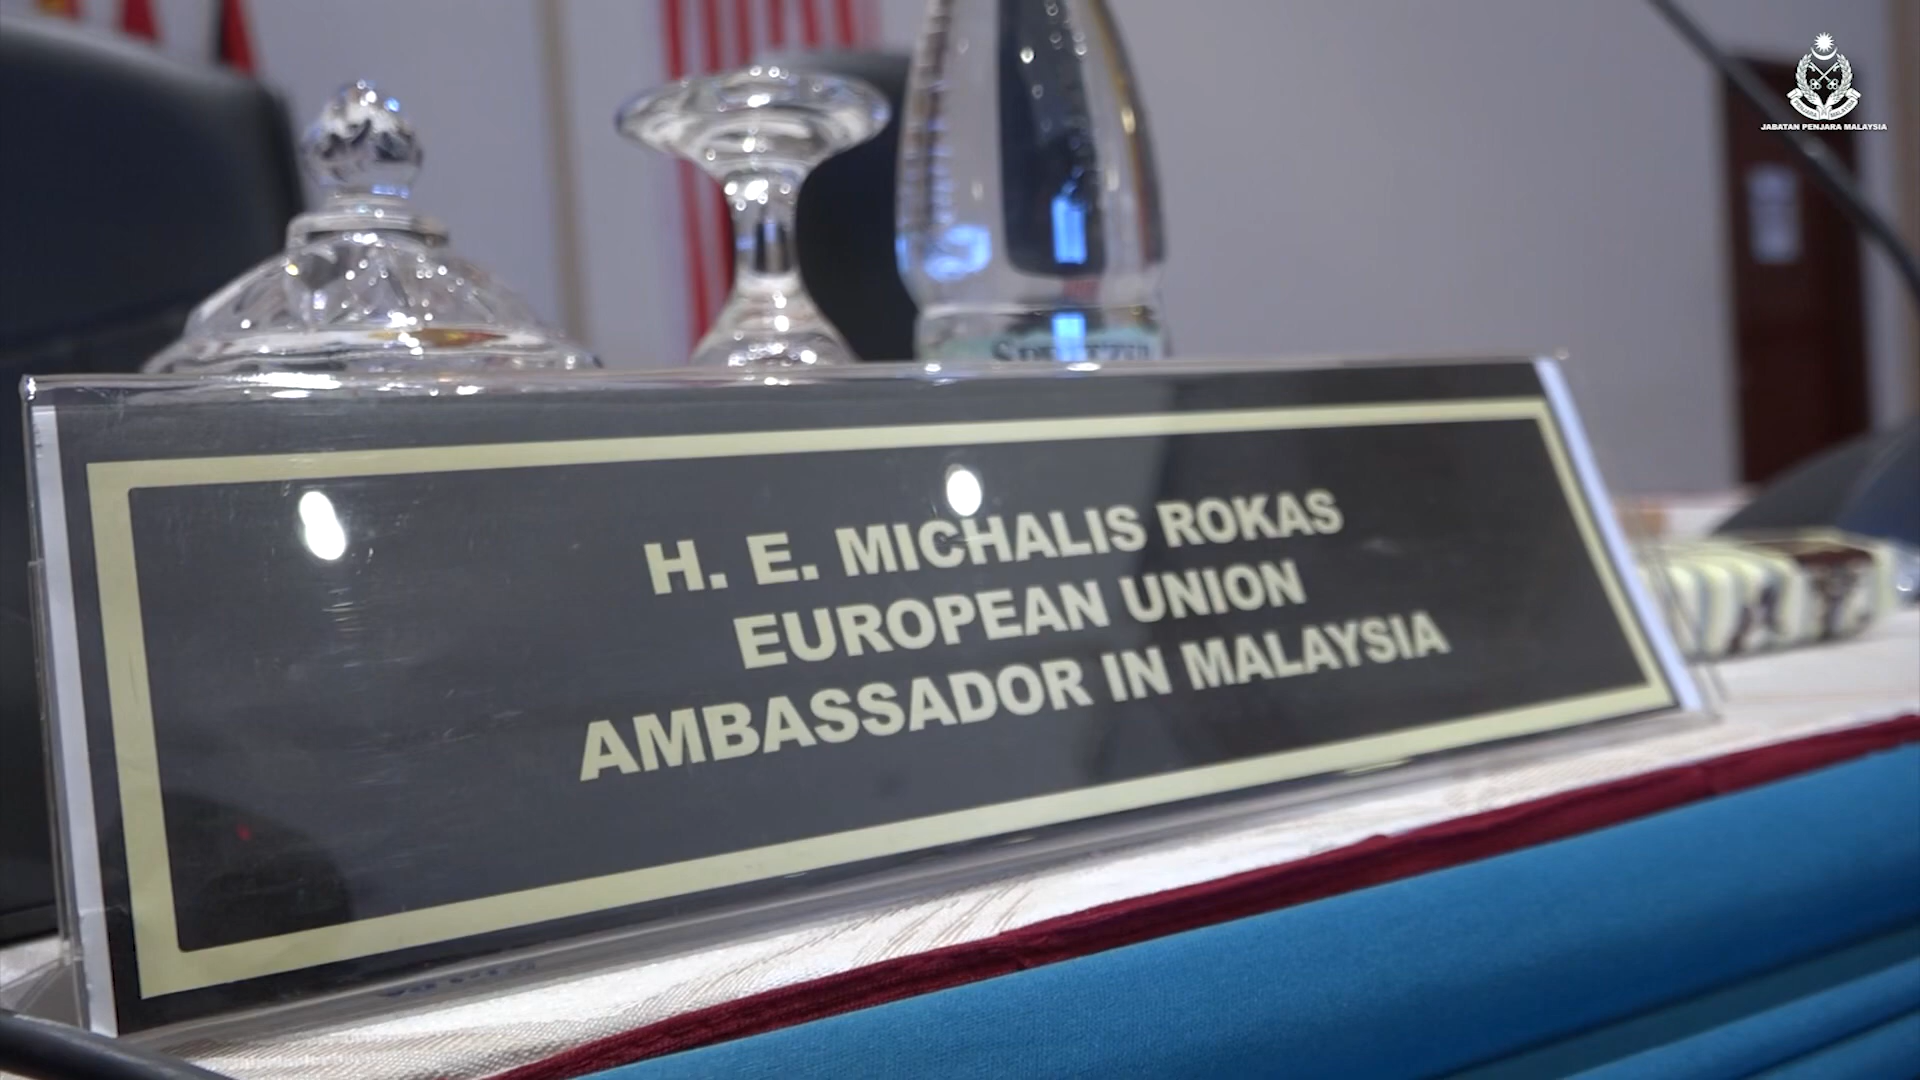 JABATAN PENJARA MALAYSIA
H. E. MICHALIS ROKAS
EUROPEAN UNION
AMBASSADOR IN MALAYSIA